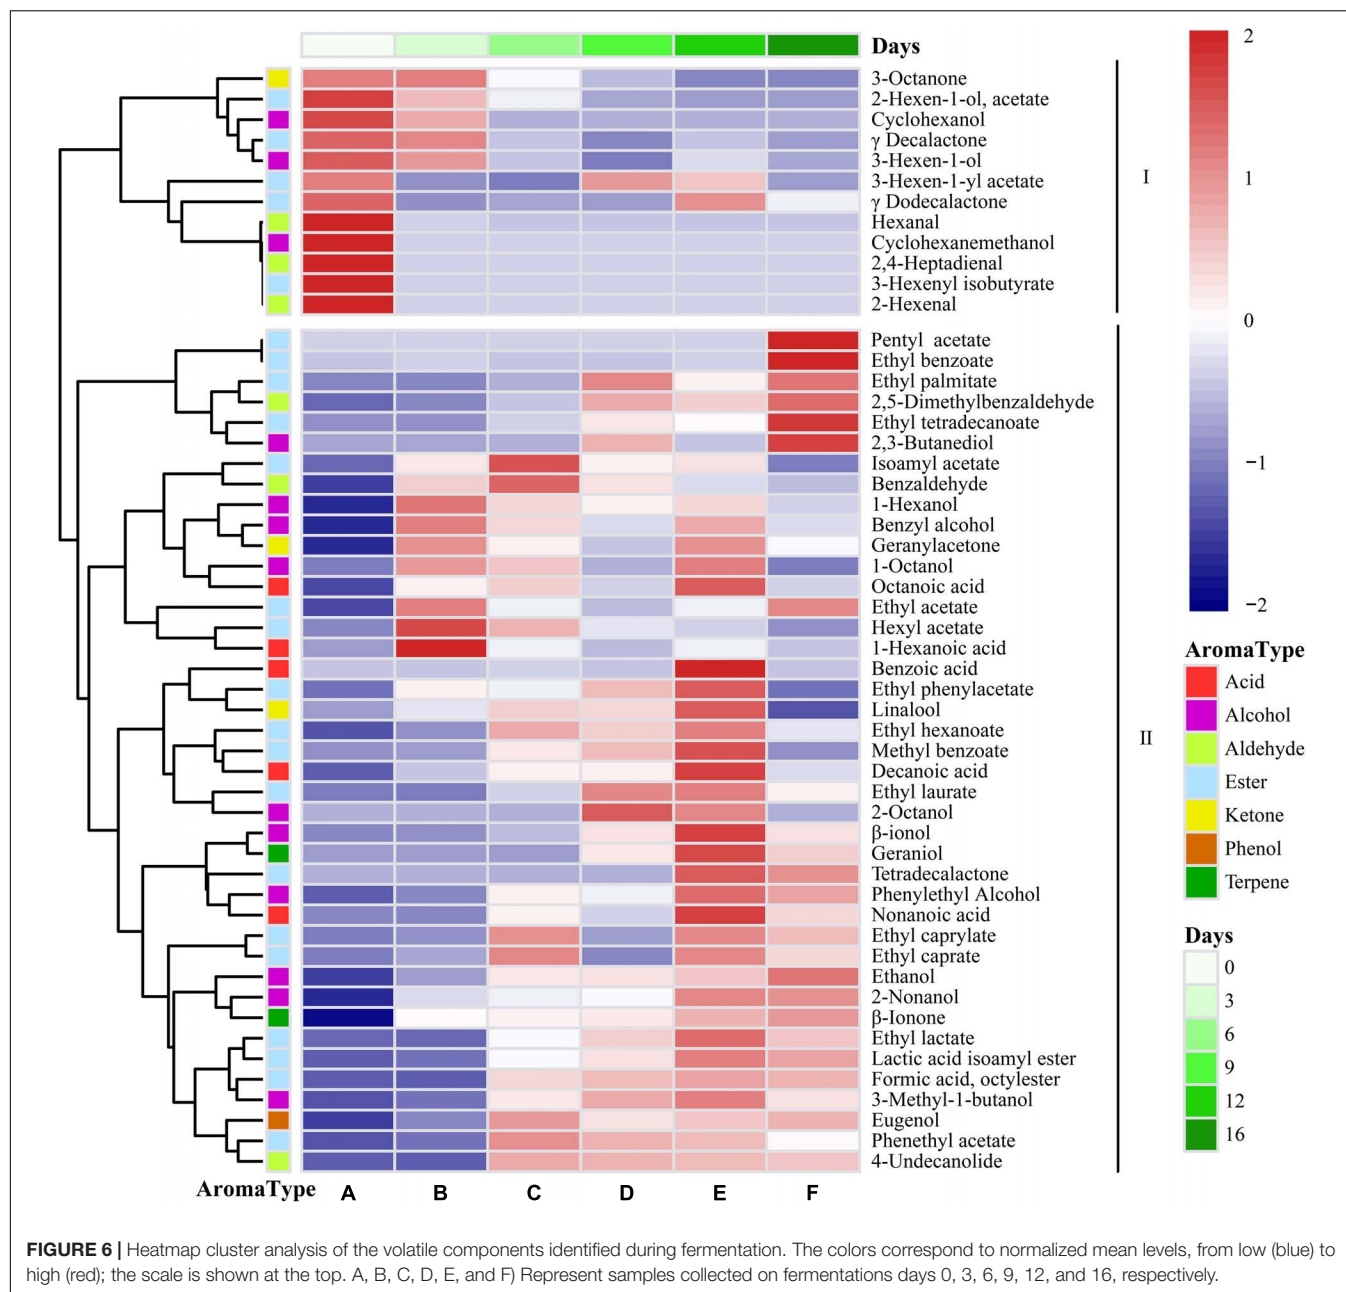 Days
3-Octanone
2-Hexen-1-ol, acetate
Cyclohexanol
γ Decalactone
3-Hexen-1-ol
3-Hexen-1-yl acetate
γ Dodecalactone
Hexanal
Cyclohexanemethanol
2,4-Heptadienal
3-Hexenyl isobutyrate
2-Hexenal
I
Pentyl acetate
Ethyl benzoate
Ethyl palmitate
2,5-Dimethylbenzaldehyde
Ethyl tetradecanoate
2,3-Butanediol
Isoamyl acetate
Benzaldehyde
1-Hexanol
Benzyl alcohol
Geranylacetone
1-Octanol
Octanoic acid
Ethyl acetate
Hexyl acetate
1-Hexanoic acid
Benzoic acid
Ethyl phenylacetate
Linalool
Ethyl hexanoate
Methyl benzoate
Decanoic acid
Ethyl laurate
2-Octanol
β-ionol
Geraniol
Tetradecalactone
Phenylethyl Alcohol
Nonanoic acid
Ethyl caprylate
Ethyl caprate
Ethanol
2-Nonanol
β-Ionone
Ethyl lactate
Lactic acid isoamyl ester
Formic acid, octylester
3-Methyl-1-butanol
Eugenol
Phenethyl acetate
4-Undecanolide
II
AromaType A B C D E F
2
1
0
−1
−2
AromaType
Acid
Alcohol
Aldehyde
Ester
Ketone
Phenol
Terpene
Days
0
3
6
9
12
16
FIGURE 6 | Heatmap cluster analysis of the volatile components identified during fermentation. The colors correspond to normalized mean levels, from low (blue) to
high (red); the scale is shown at the top. A, B, C, D, E, and F) Represent samples collected on fermentations days 0, 3, 6, 9, 12, and 16, respectively.